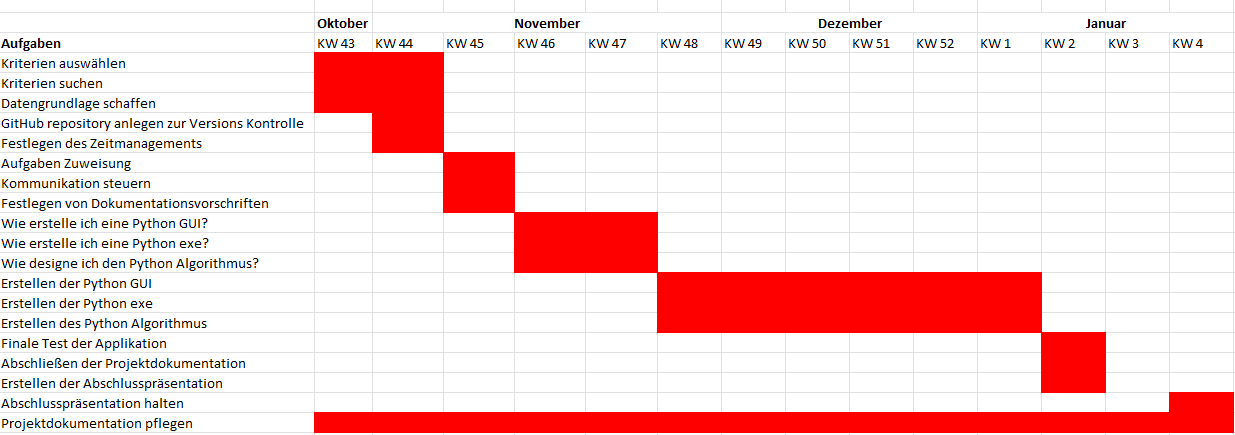 Oktober November Dezember Januar
Aufgaben KW 43 KW 44 KW 45 KW 46 KW 47 KW 48 KW 49 KW 50 KW 51 KW 52 KW 1 KW 2 KW 3 KW 4
Kriterien auswählen
Kriterien suchen
Datengrundlage schaffen
GitHub repository anlegen zur Versions Kontrolle
Festlegen des Zeitmanagements
Aufgaben Zuweisung
Kommunikation steuern
Festlegen von Dokumentationsvorschriften
Wie erstelle ich eine Python GUI?
Wie erstelle ich eine Python exe?
Wie designe ich den Python Algorithmus?
Erstellen der Python GUI
Erstellen der Python exe
Erstellen des Python Algorithmus
Finale Test der Applikation
Abschließen der Projektdokumentation
Erstellen der Abschlusspräsentation
Abschlusspräsentation halten
Projektdokumentation pflegen